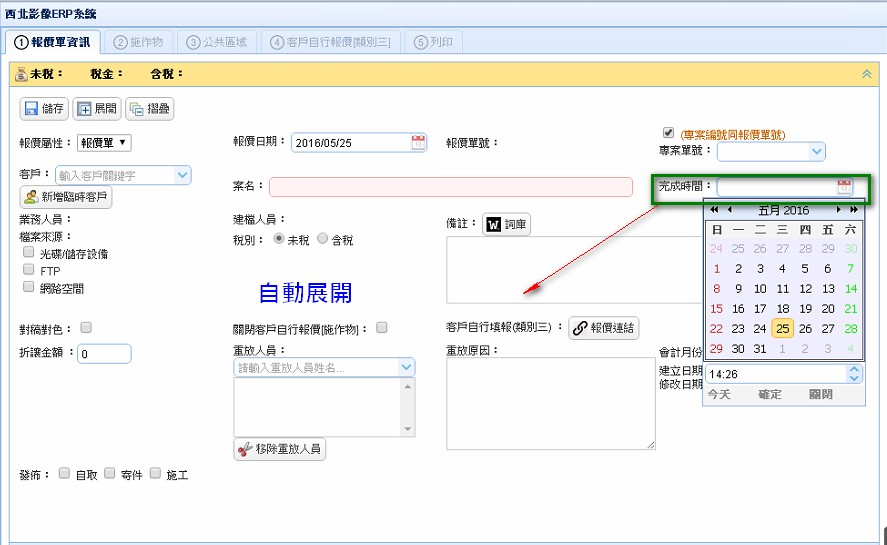 西北影像ERP系統
1 報價單資訊 2 施作物 3 公共區域 4 客戶自行報價[類別三] 5 列印
未稅： 稅金： 含稅：
儲存 展開 摺疊
報價屬性： 報價單 報價日期： 2016/05/25 報價單號： (專案編號同報價單號)
專案單號：
客戶： 輸入客戶關鍵字 案名： 完成時間：
新增臨時客戶
業務人員： 建檔人員： 備註： W 詞庫
檔案來源： 稅別： 未稅 含稅
光碟/儲存設備
FTP
網路空間
自動展開
五月 2016
日 一 二 三 四 五 六
24 25 26 27 28 29 30
1 2 3 4 5 6 7
8 9 10 11 12 13 14
15 16 17 18 19 20 21
22 23 24 25 26 27 28
29 30 31 1 2 3 4
14:26
今天 確定 關閉
對稿對色： 關閉客戶自行報價[施作物]： 客戶自行填報(類別三)： 報價連結
折讓金額： 0 重放人員： 重放原因： 會計月份
請輸入重放人員姓名... 建立日期
修改日期
移除重放人員
發佈： 自取 寄件 施工